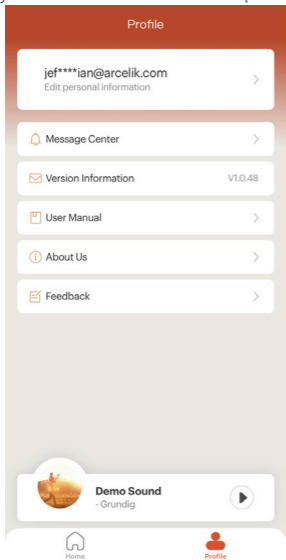 Profile
jef****ian@arcelik.com
Edit personal information
Message Center
Version Information V1.0.48
User Manual
About Us
Feedback
Demo Sound
- Grundig
Home Profile